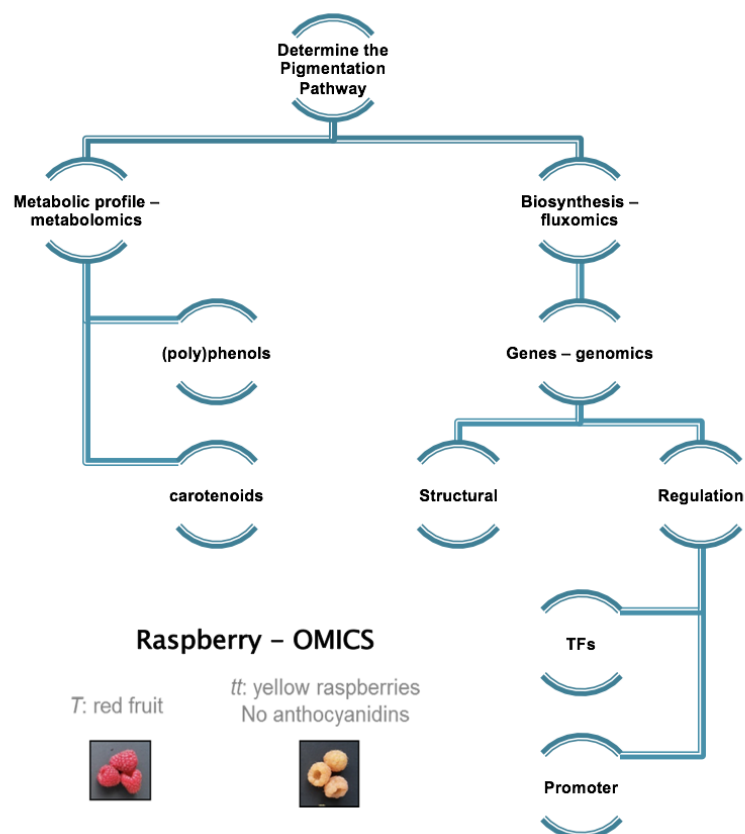 Determine the
Pigmentation
Pathway
Metabolic profile –
metabolomics
Biosynthesis –
fluxomics
(poly)phenols
Genes – genomics
carotenoids
Structural
Regulation
TFs
Promoter
Raspberry – OMICS
T: red fruit
tt: yellow raspberries
No anthocyanidins